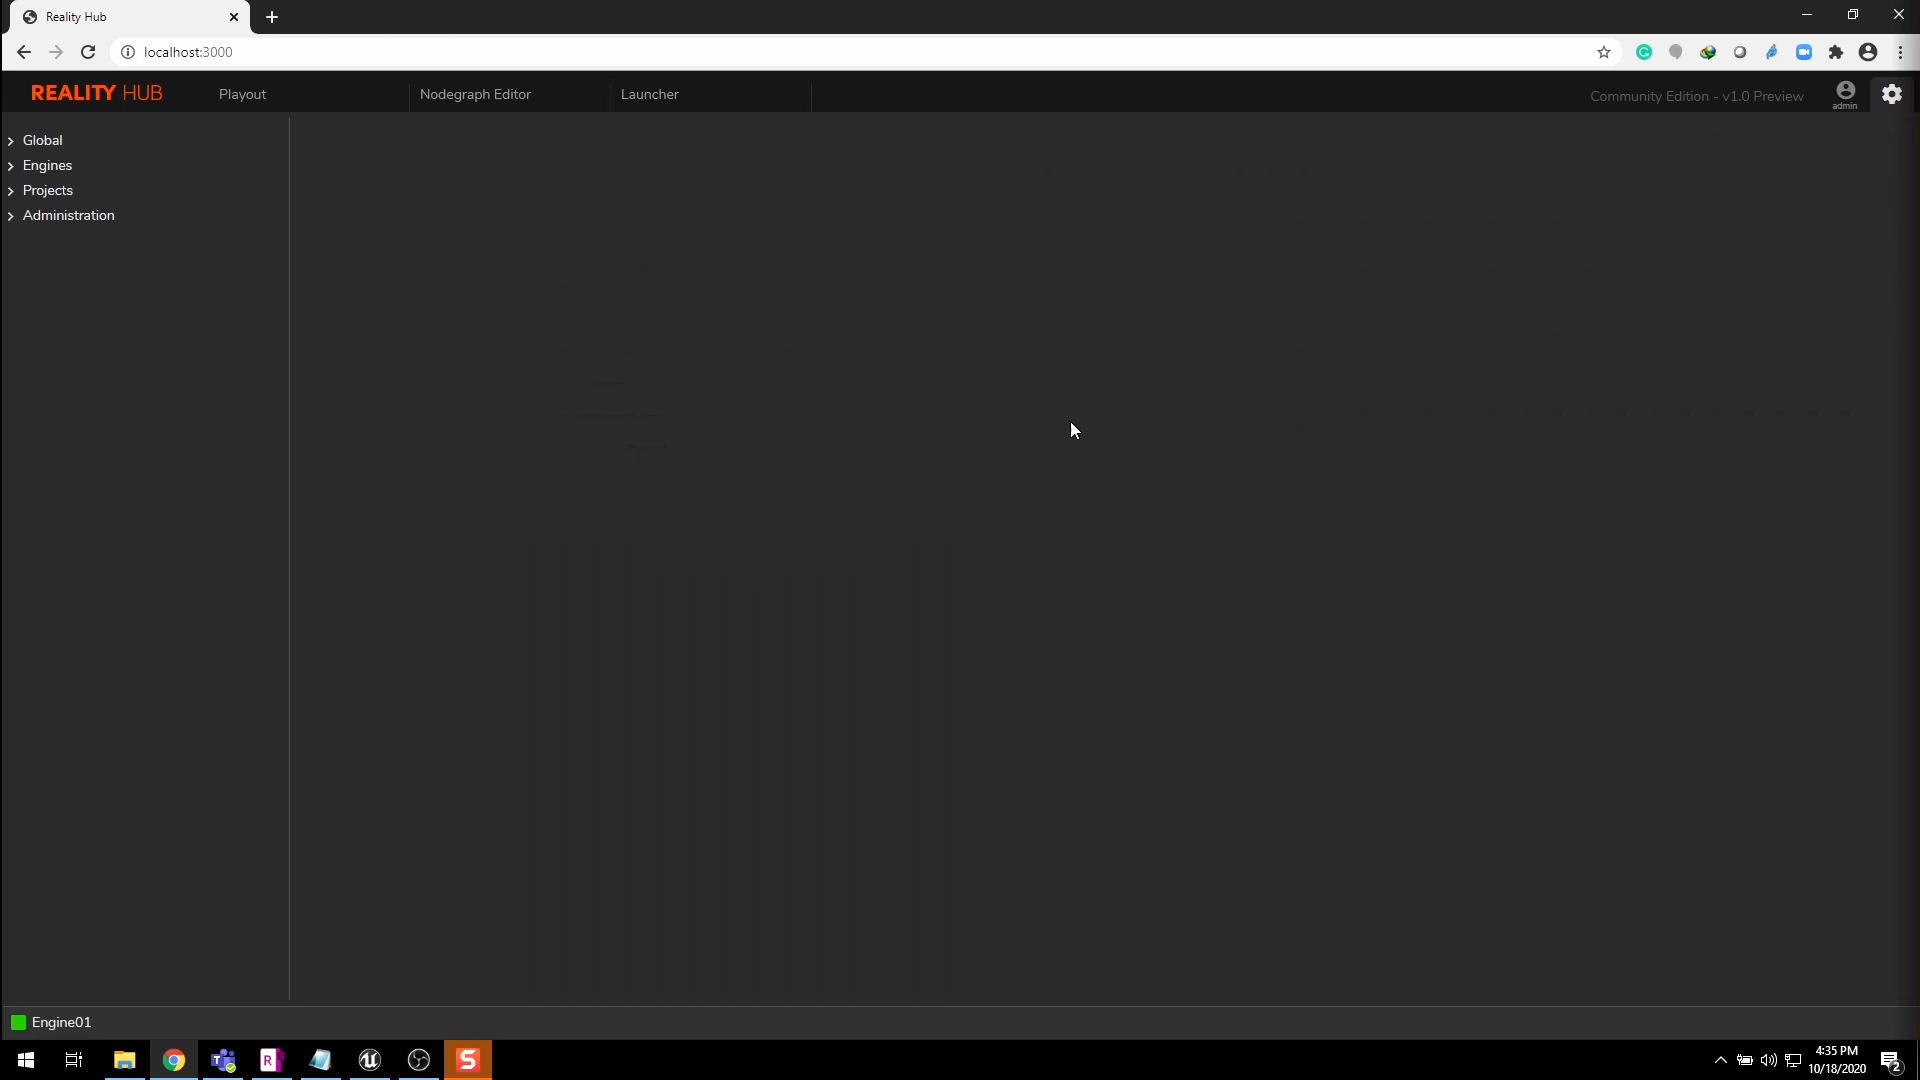 Reality Hub
localhost:3000
REALITY HUB
Playout
Nodegraph Editor
Launcher
Community Edition - v1.0 Preview
admin
Global
Engines
Projects
Administration
Engine01
4:35 PM
10/18/2020
2